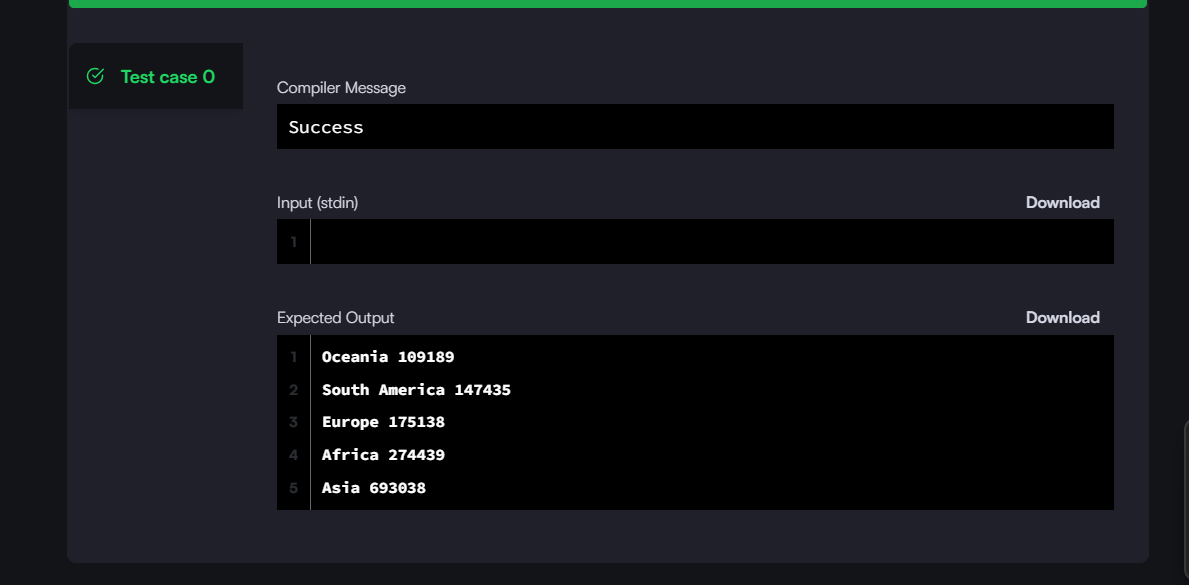 Test case 0
Compiler Message
Success
Input (stdin)
Download
1
Expected Output
Download
1 Oceania 109189
2 South America 147435
3 Europe 175138
4 Africa 274439
5 Asia 693038